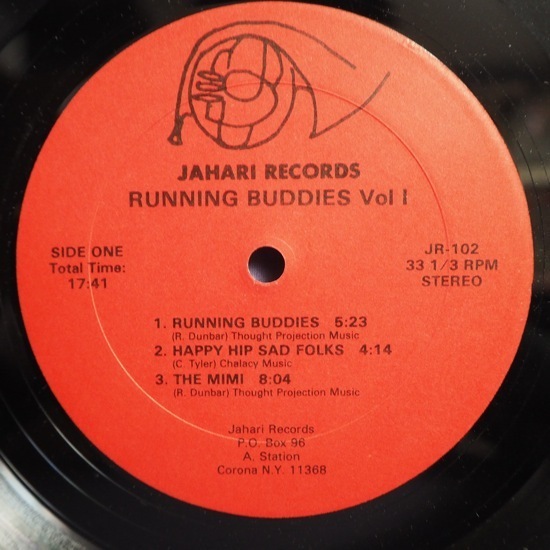 JAHARI RECORDS
RUNNING BUDDIES Vol I
SIDE ONE
Total Time:
17:41
JR-102
33 1/3 RPM
STEREO
1. RUNNING BUDDIES 5:23
(R. Dunbar) Thought Projection Music
2. HAPPY HIP SAD FOLKS 4:14
(C. Tyler) Chalacy Music
3. THE MIMI 8:04
(R. Dunbar) Thought Projection Music
Jahari Records
P.O. Box 96
A. Station
Corona N.Y. 11368